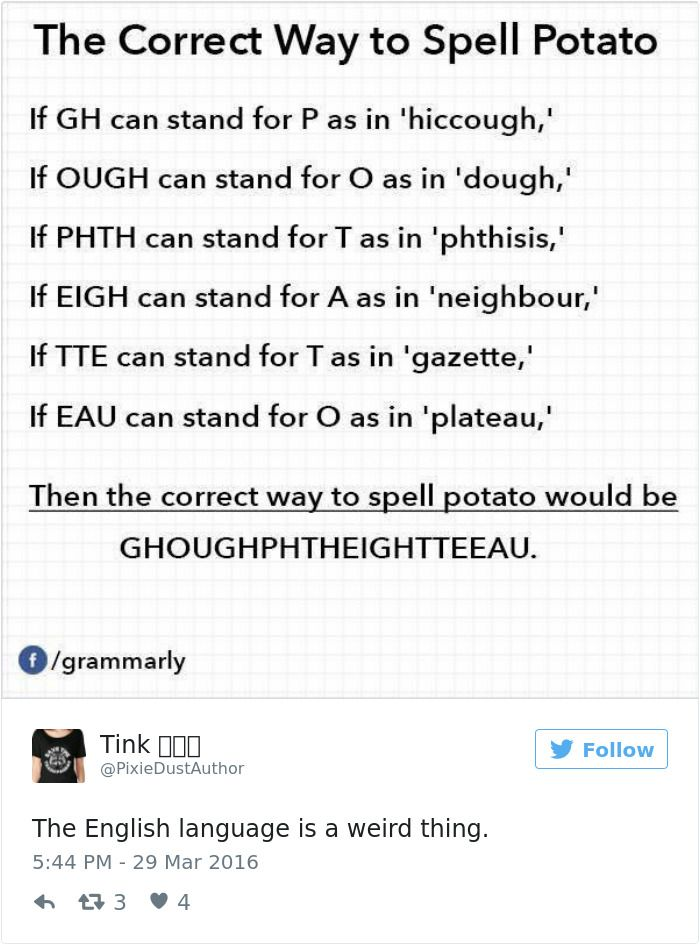 The Correct Way to Spell Potato
If GH can stand for P as in 'hiccough,'
If OUGH can stand for O as in 'dough,'
If PHTH can stand for T as in 'phthisis,'
If EIGH can stand for A as in 'neighbour,'
If TTE can stand for T as in 'gazette,'
If EAU can stand for O as in 'plateau,'
Then the correct way to spell potato would be
GHOUGHPHTHEIGHTTEEAU.
f /grammarly
Tink
Follow
@PixieDustAuthor
The English language is a weird thing.
5:44 PM - 29 Mar 2016
3 4